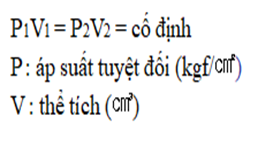 P1V1 = P2V2 = cố định
P : áp suất tuyệt đối (kgf/㎠)
V : thể tích (㎤)